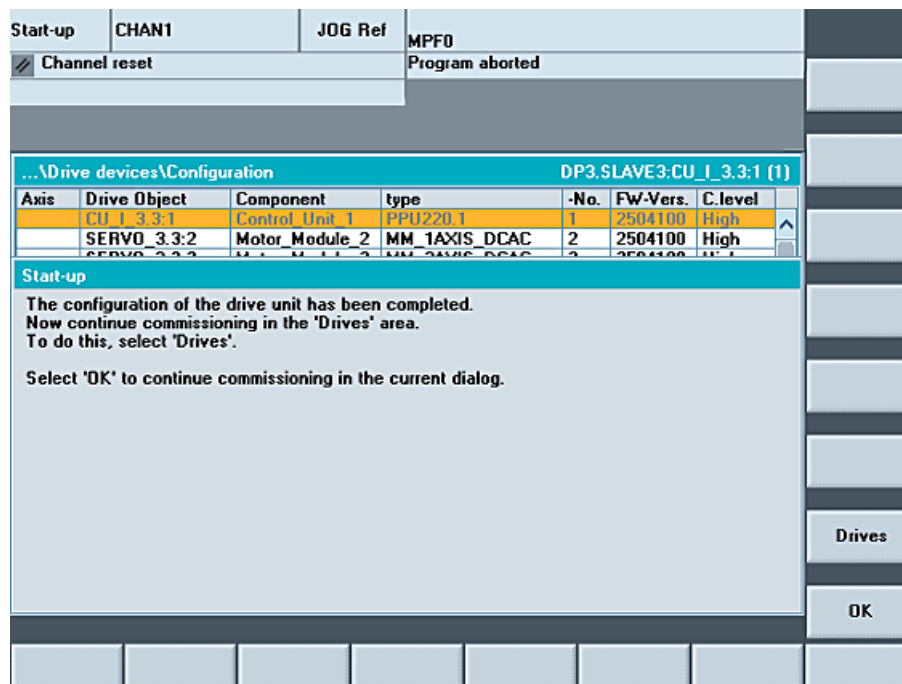 Start-up CHAN1 JOG Ref MPF0
Channel reset Program aborted
...\Drive devices\Configuration DP3.SLAVE3:CU_I_3.3:1 (1)
Axis Drive Object Component type -No. FW-Vers. C.level
CU_I_3.3:1 Control_Unit_1 PPU220.1 1 2504100 High
SERVO_3.3:2 Motor_Module_2 MM_1AXIS_DCAC 2 2504100 High
Start-up
The configuration of the drive unit has been completed.
Now continue commissioning in the 'Drives' area.
To do this, select 'Drives'.
Select 'OK' to continue commissioning in the current dialog.
Drives
OK